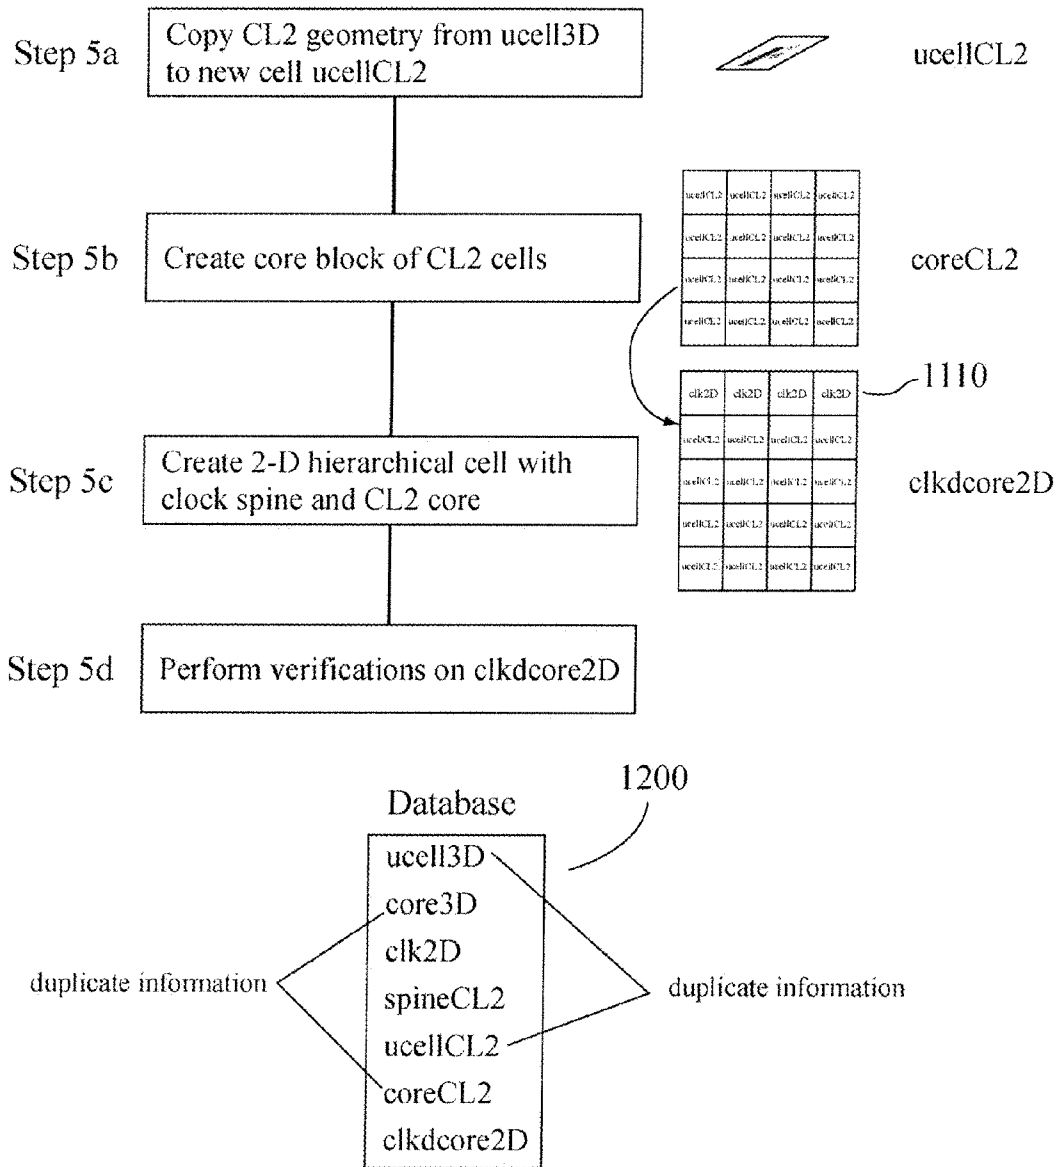 Step 5a
Copy CL2 geometry from ucell3D
to new cell ucellCL2
ucellCL2
Step 5b
Create core block of CL2 cells
ucellCL2 ucellCL2 ucellCL2 ucellCL2
ucellCL2 ucellCL2 ucellCL2 ucellCL2
ucellCL2 ucellCL2 ucellCL2 ucellCL2
ucellCL2 ucellCL2 ucellCL2 ucellCL2
coreCL2
1110
Step 5c
Create 2-D hierarchical cell with
clock spine and CL2 core
clk2D clk2D clk2D clk2D
ucellCL2 ucellCL2 ucellCL2 ucellCL2
ucellCL2 ucellCL2 ucellCL2 ucellCL2
ucellCL2 ucellCL2 ucellCL2 ucellCL2
ucellCL2 ucellCL2 ucellCL2 ucellCL2
clkdcore2D
Step 5d
Perform verifications on clkdcore2D
1200
Database
ucell3D
core3D
clk2D
spineCL2
ucellCL2
coreCL2
clkdcore2D
duplicate information
duplicate information